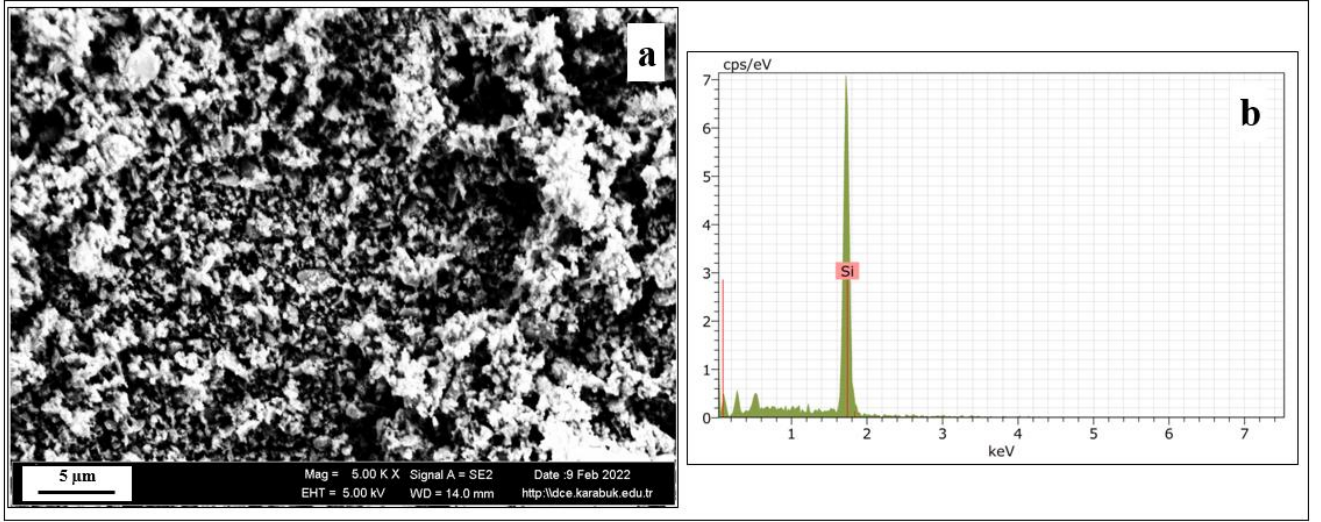 a
5 µm
Mag = 5.00 K X Signal A = SE2 Date :9 Feb 2022
EHT = 5.00 kV WD = 14.0 mm http:\\dce.karabuk.edu.tr
cps/eV
b
7
6
5
4
3
2
1
0
Si
1 2 3 4 5 6 7
keV